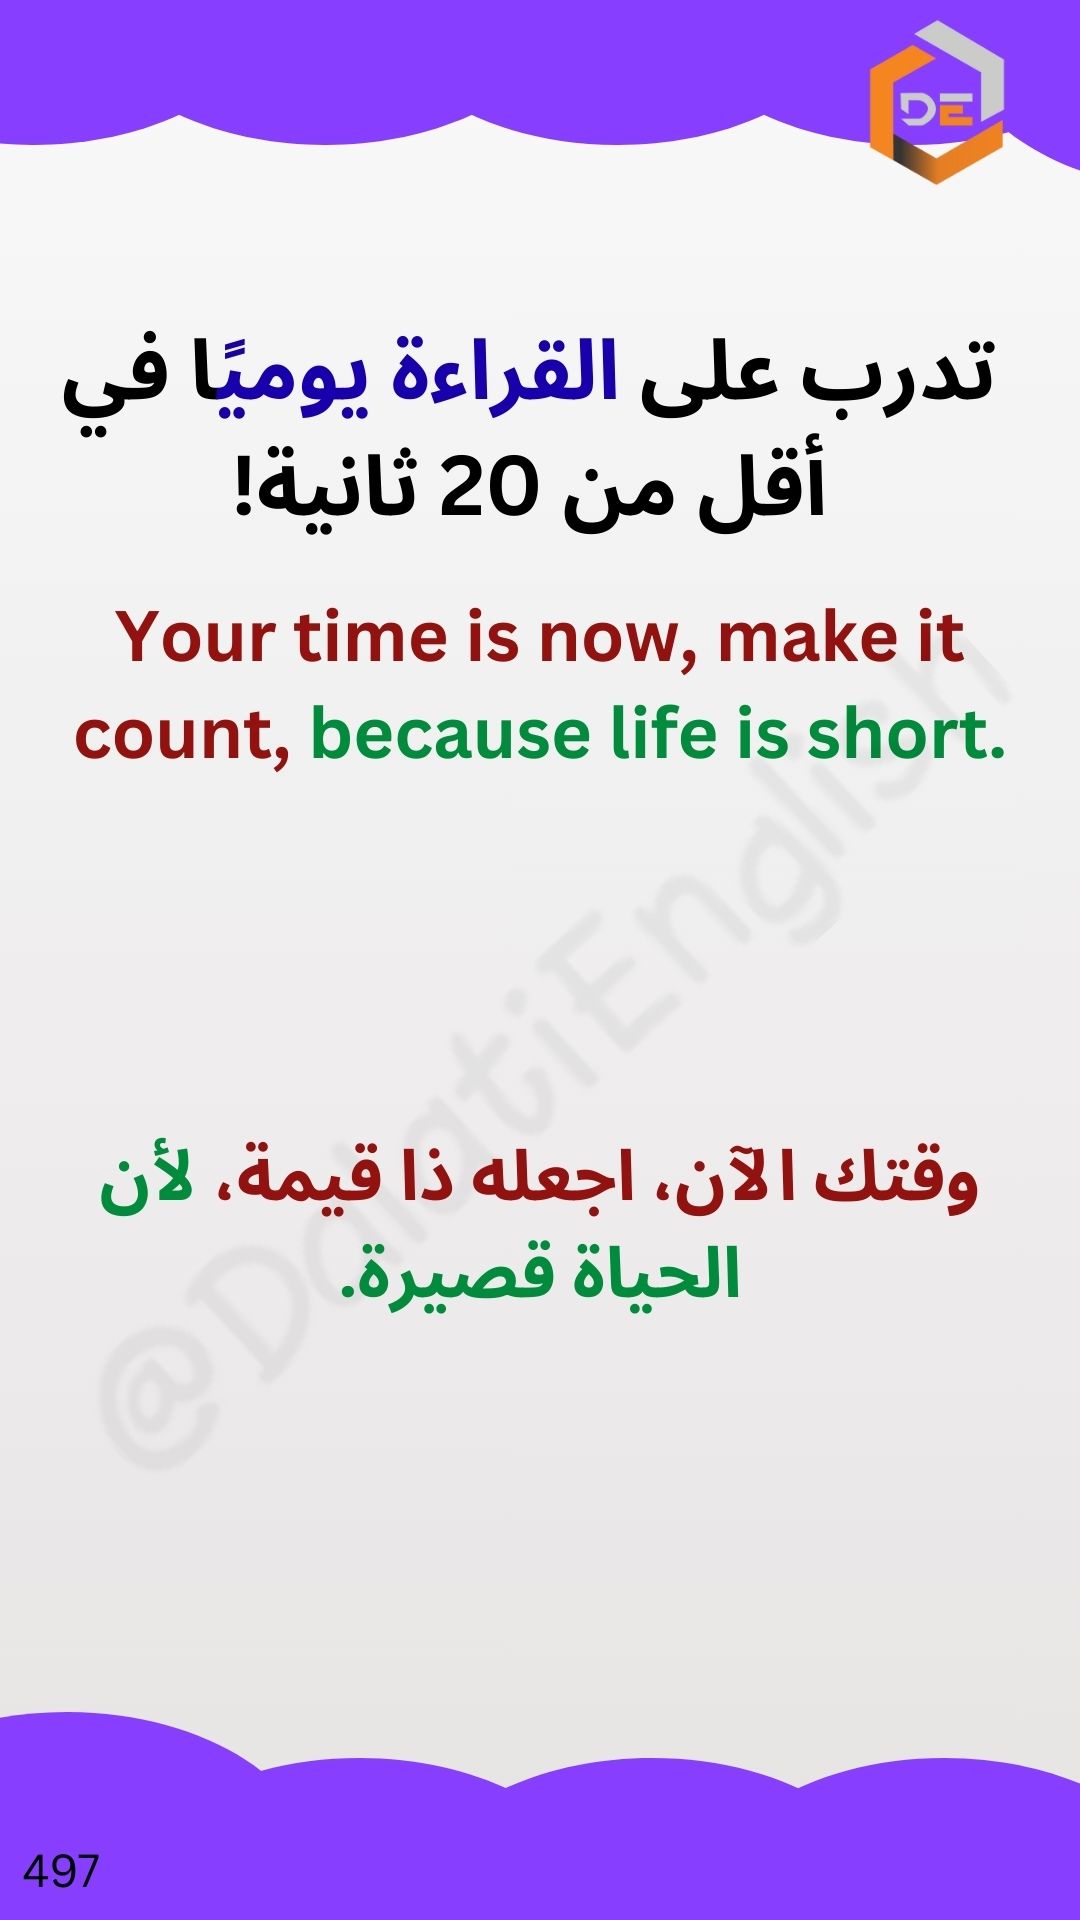 DE
تدرب على القراءة يوميًا في
أقل من 20 ثانية!
Your time is now, make it
count, because life is short.
@DalatiEnglish
وقتك الآن، اجعله ذا قيمة، لأن
الحياة قصيرة.
497